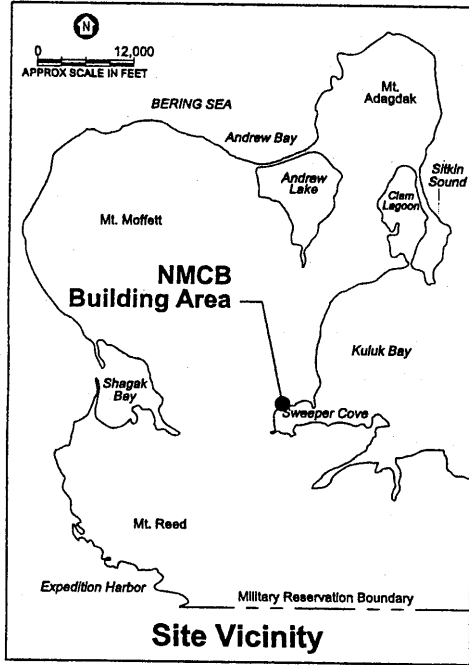 N
0 12,000
APPROX SCALE IN FEET
BERING SEA
Mt.
Adagdak
Andrew Bay
Sitkin
Sound
Andrew
Lake
Clam
Lagoon
Mt. Moffett
NMCB
Building Area
Kuluk Bay
Shagak
Bay
Sweeper Cove
Mt. Reed
Expedition Harbor
Military Reservation Boundary
Site Vicinity